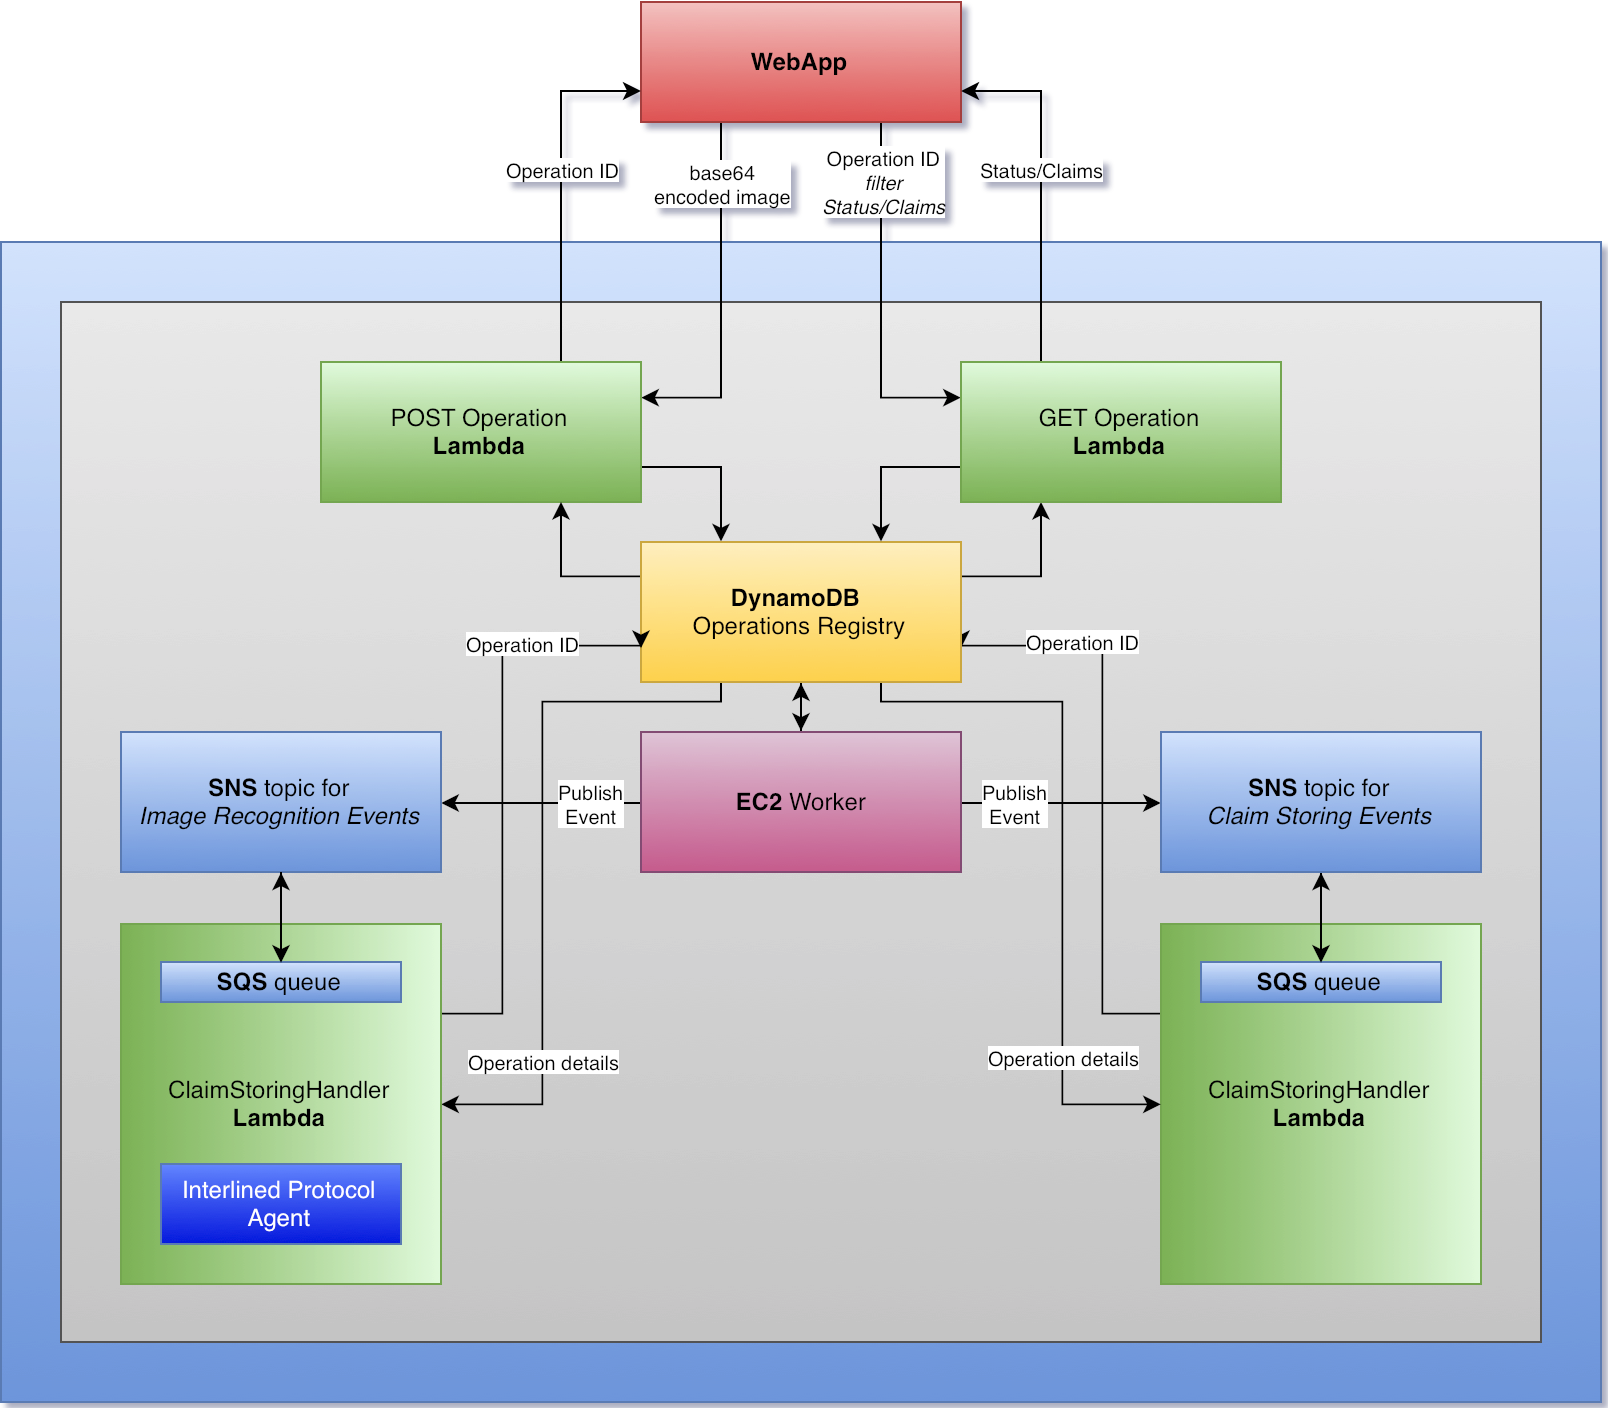 WebApp
Operation ID
base64
encoded image
Operation ID
filter
Status/Claims
Status/Claims
POST Operation
Lambda
GET Operation
Lambda
DynamoDB
Operations Registry
Operation ID
Operation ID
SNS topic for
Image Recognition Events
Publish
Event
EC2 Worker
Publish
Event
SNS topic for
Claim Storing Events
SQS queue
SQS queue
Operation details
Operation details
ClaimStoringHandler
Lambda
ClaimStoringHandler
Lambda
Interlined Protocol
Agent